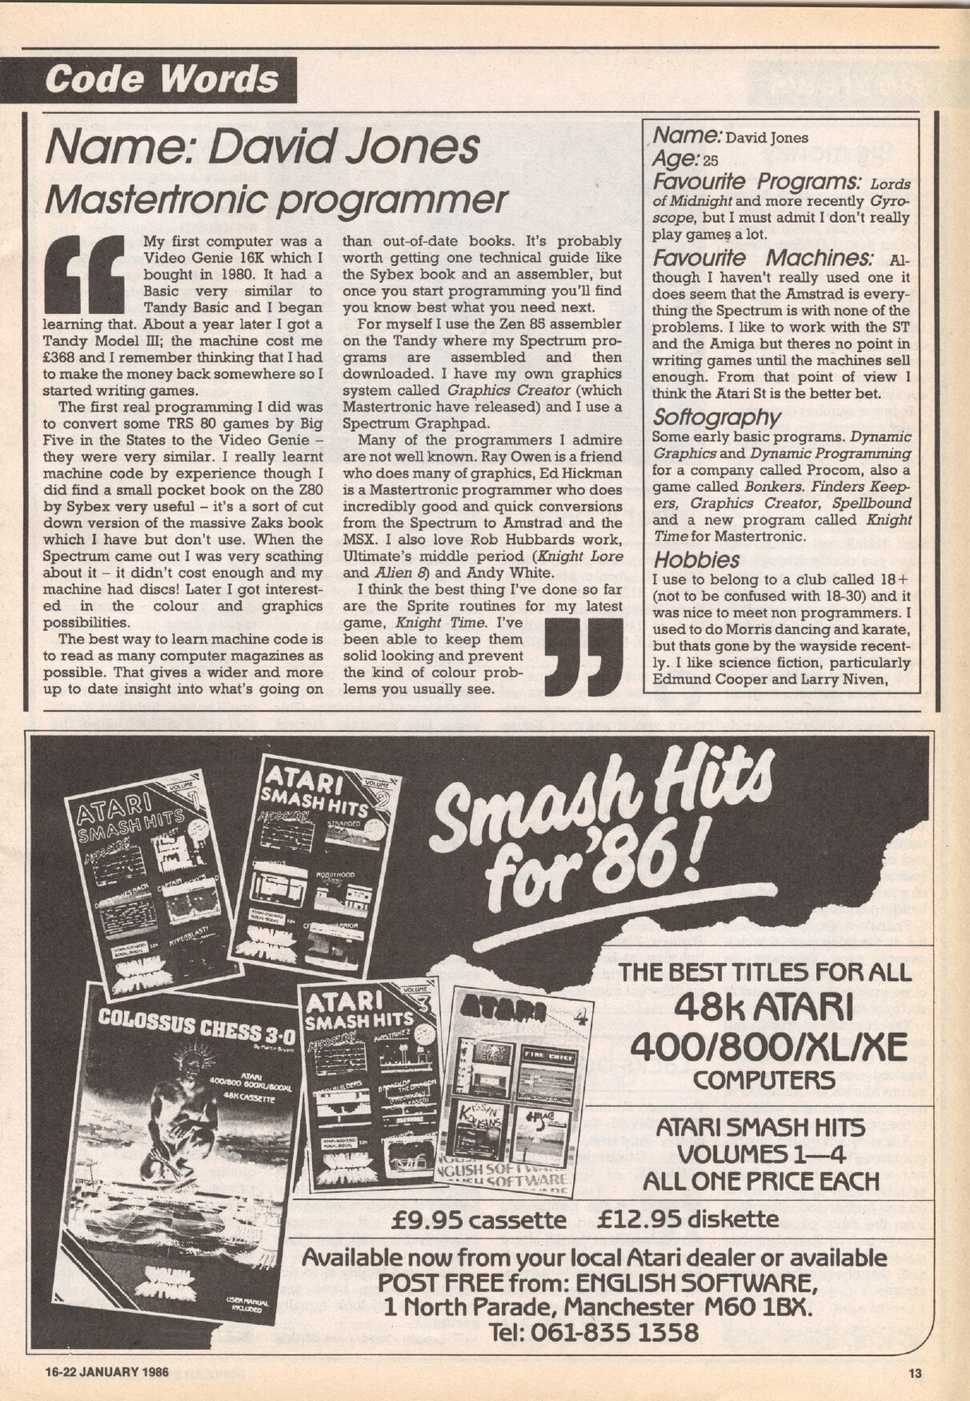 Code Words
Name: David Jones
Mastertronic programmer
“
My first computer was a
Video Genie 16K which I
bought in 1980. It had a
Basic very similar to
Tandy Basic and I began
learning that. About a year later I got a
Tandy Model III; the machine cost me
£368 and I remember thinking that I had
to make the money back somewhere so I
started writing games.
The first real programming I did was
to convert some TRS 80 games by Big
Five in the States to the Video Genie –
they were very similar. I really learnt
machine code by experience though I
did find a small pocket book on the Z80
by Sybex very useful – it's a sort of cut
down version of the massive Zaks book
which I have but don't use. When the
Spectrum came out I was very scathing
about it – it didn't cost enough and my
machine had discs! Later I got interest-
ed in the colour and graphics
possibilities.
The best way to learn machine code is
to read as many computer magazines as
possible. That gives a wider and more
up to date insight into what's going on
than out-of-date books. It's probably
worth getting one technical guide like
the Sybex book and an assembler, but
once you start programming you'll find
you know best what you need next.
For myself I use the Zen 85 assembler
on the Tandy where my Spectrum pro-
grams are assembled and then
downloaded. I have my own graphics
system called Graphics Creator (which
Mastertronic have released) and I use a
Spectrum Graphpad.
Many of the programmers I admire
are not well known. Ray Owen is a friend
who does many of graphics, Ed Hickman
is a Mastertronic programmer who does
incredibly good and quick conversions
from the Spectrum to Amstrad and the
MSX. I also love Rob Hubbards work,
Ultimate's middle period (Knight Lore
and Alien 8) and Andy White.
I think the best thing I've done so far
are the Sprite routines for my latest
game, Knight Time. I've
been able to keep them
solid looking and prevent
the kind of colour prob-
lems you usually see.
”
Name: David Jones
Age: 25
Favourite Programs: Lords
of Midnight and more recently Gyro-
scope, but I must admit I don't really
play games a lot.
Favourite Machines: Al-
though I haven't really used one it
does seem that the Amstrad is every-
thing the Spectrum is with none of the
problems. I like to work with the ST
and the Amiga but theres no point in
writing games until the machines sell
enough. From that point of view I
think the Atari St is the better bet.
Softography
Some early basic programs. Dynamic
Graphics and Dynamic Programming
for a company called Procom, also a
game called Bonkers. Finders Keep-
ers, Graphics Creator, Spellbound
and a new program called Knight
Time for Mastertronic.
Hobbies
I use to belong to a club called 18+
(not to be confused with 18-30) and it
was nice to meet non programmers. I
used to do Morris dancing and karate,
but thats gone by the wayside recent-
ly. I like science fiction, particularly
Edmund Cooper and Larry Niven,
Smash Hits
for '86!
VOLUME
1
ATARI
SMASH HITS
HYPERBLAST!
VOLUME
2
ATARI
SMASH HITS
STRANDED
ROBIN HOOD
COLOSSUS CHESS 3·0
By Martin Bryant
ATARI
400/800 600XL/800XL
48K CASSETTE
USER MANUAL
INCLUDED
VOLUME
3
ATARI
SMASH HITS
ATARI 4
FIRE CHIEF
ENGLISH SOFTWARE
THE BEST TITLES FOR ALL
48k ATARI
400/800/XL/XE
COMPUTERS
ATARI SMASH HITS
VOLUMES 1—4
ALL ONE PRICE EACH
£9.95 cassette £12.95 diskette
Available now from your local Atari dealer or available
POST FREE from: ENGLISH SOFTWARE,
1 North Parade, Manchester M60 1BX.
Tel: 061-835 1358
16-22 JANUARY 1986
13